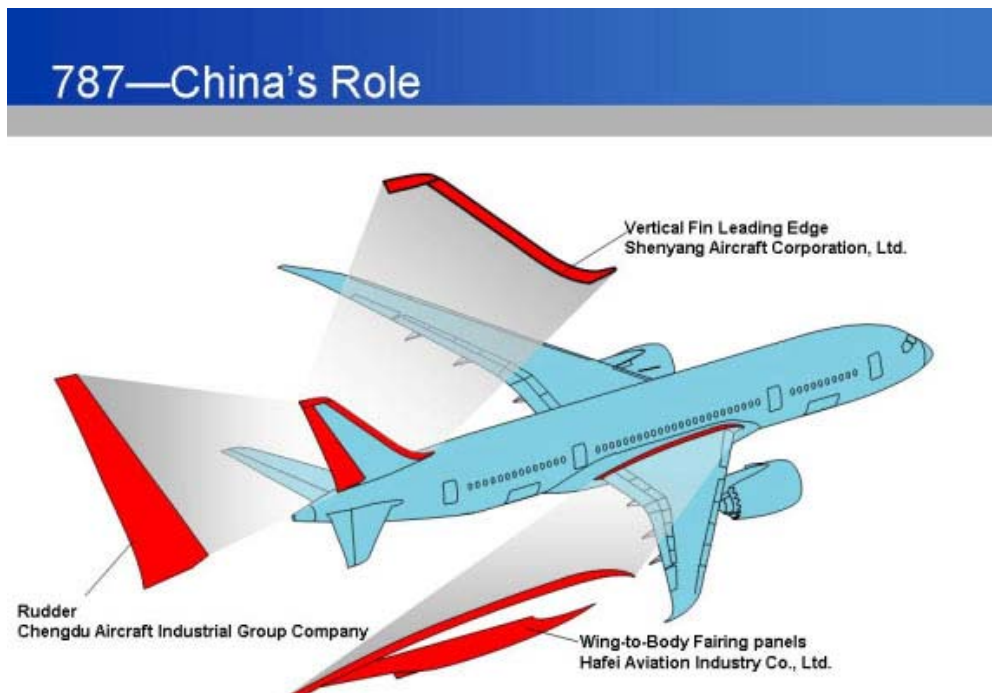 787—China's Role
Vertical Fin Leading Edge
Shenyang Aircraft Corporation, Ltd.
Rudder
Chengdu Aircraft Industrial Group Company
Wing-to-Body Fairing panels
Hafei Aviation Industry Co., Ltd.